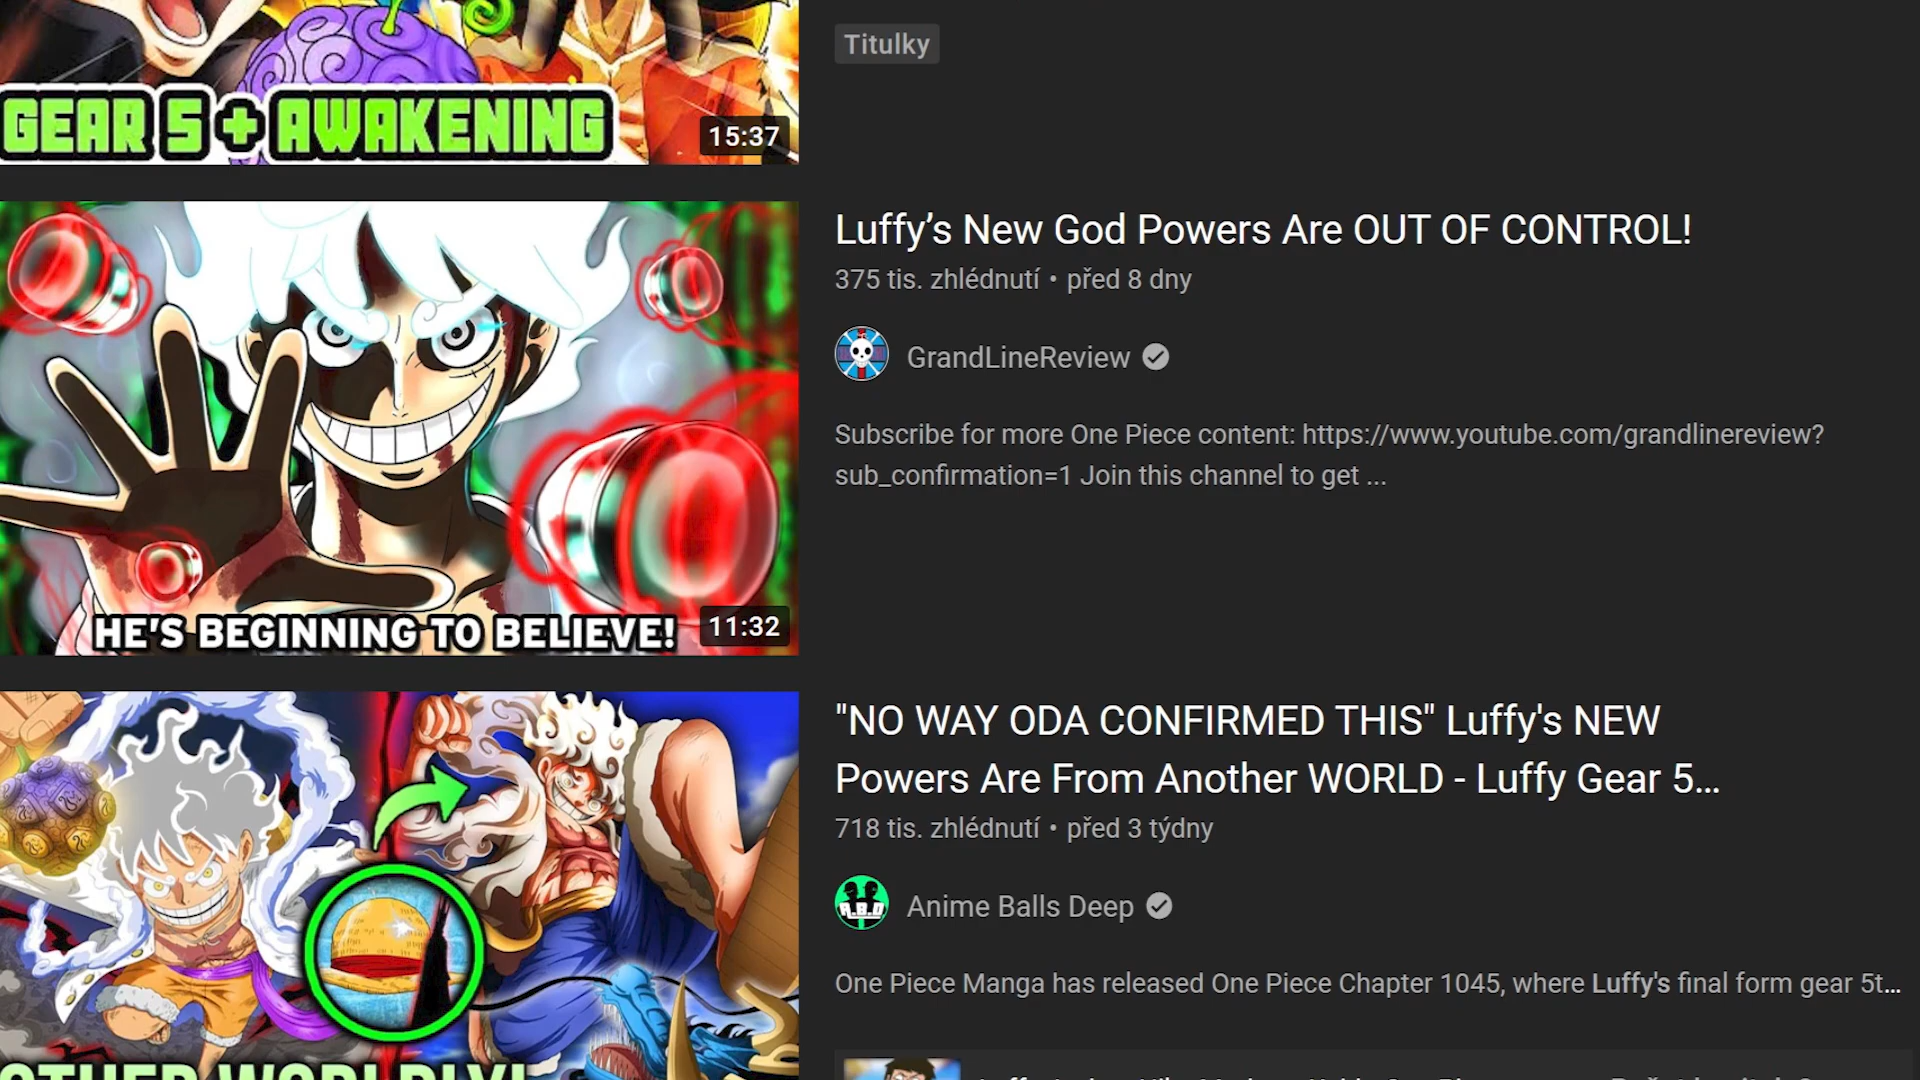 Titulky
GEAR 5 + AWAKENING
15:37
Luffy’s New God Powers Are OUT OF CONTROL!
375 tis. zhlédnutí • před 8 dny
GrandLineReview
Subscribe for more One Piece content: https://www.youtube.com/grandlinereview?
sub_confirmation=1 Join this channel to get ...
HE'S BEGINNING TO BELIEVE!
11:32
"NO WAY ODA CONFIRMED THIS" Luffy's NEW
Powers Are From Another WORLD - Luffy Gear 5...
718 tis. zhlédnutí • před 3 týdny
A.B.D
Anime Balls Deep
One Piece Manga has released One Piece Chapter 1045, where Luffy's final form gear 5t...